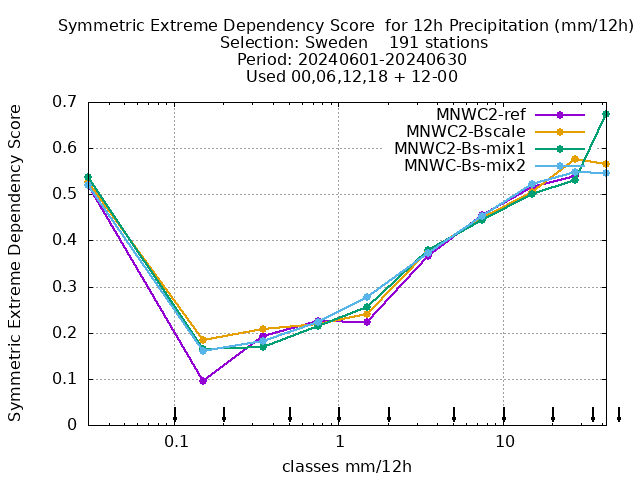 Symmetric Extreme Dependency Score  for 12h Precipitation (mm/12h)
Selection: Sweden    191 stations
Period: 20240601-20240630
Used 00,06,12,18 + 12-00
Symmetric Extreme Dependency Score
0.7
0.6
0.5
0.4
0.3
0.2
0.1
0
MNWC2-ref
MNWC2-Bscale
MNWC2-Bs-mix1
MNWC-Bs-mix2
0.1 1 10
classes mm/12h